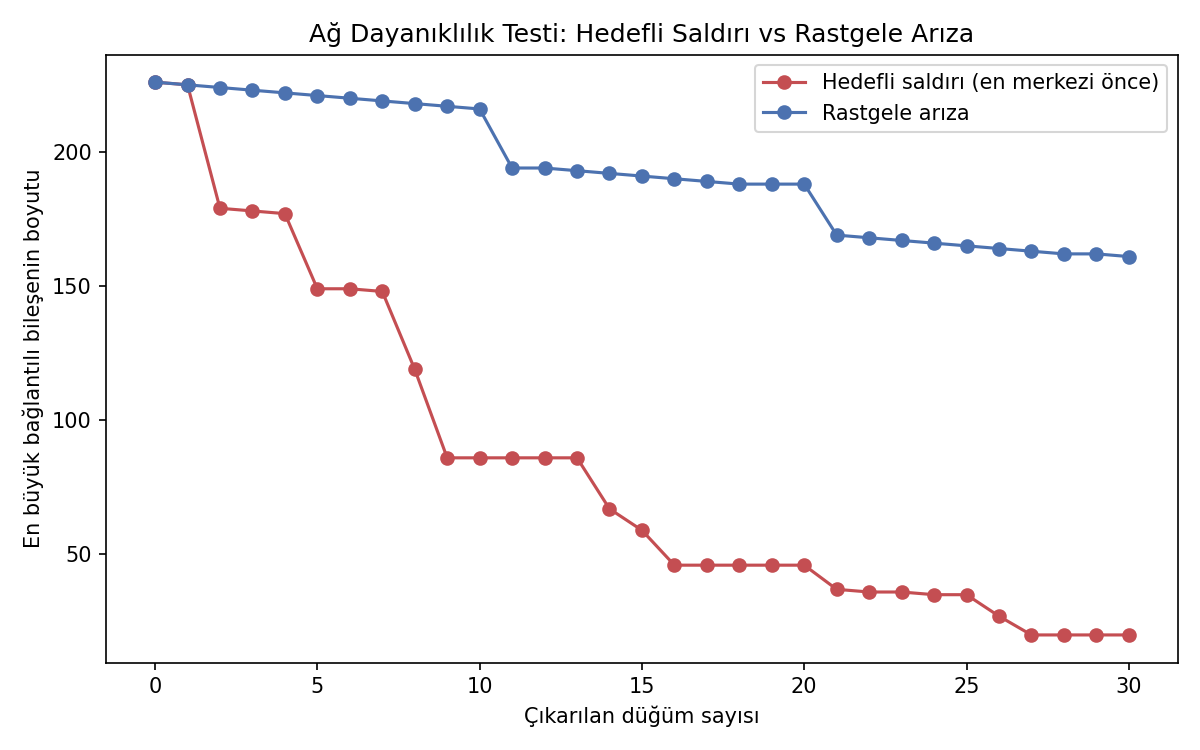 Ağ Dayanıklılık Testi: Hedefli Saldırı vs Rastgele Arıza
Hedefli saldırı (en merkezi önce)
Rastgele arıza
En büyük bağlantılı bileşenin boyutu
200
150
100
50
0 5 10 15 20 25 30
Çıkarılan düğüm sayısı